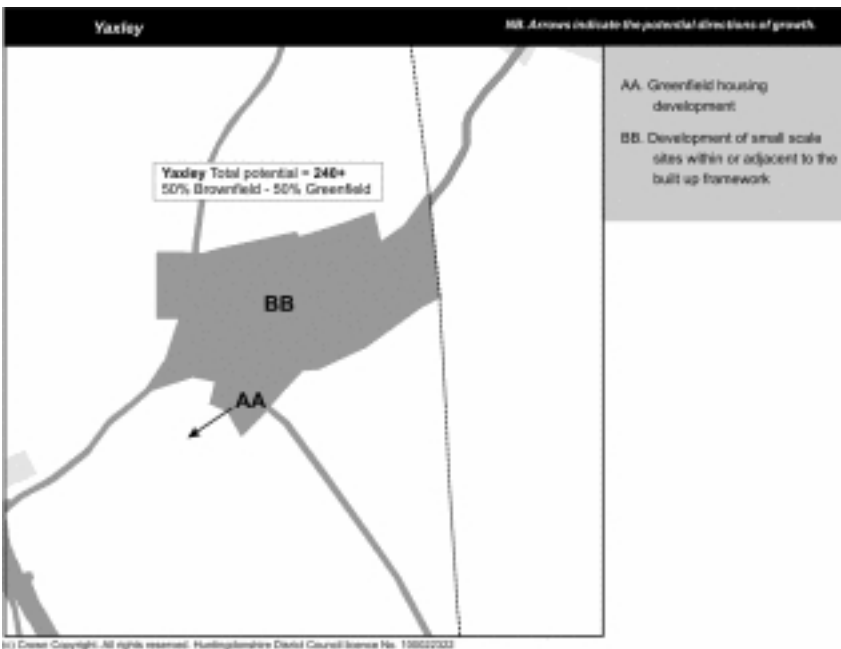 Yaxley
NB. Arrows indicate the potential directions of growth.
AA. Greenfield housing
development
BB. Development of small scale
sites within or adjacent to the
built up framework
Yaxley Total potential = 240+
50% Brownfield - 50% Greenfield
BB
AA
(c) Crown Copyright. All rights reserved. Huntingdonshire District Council licence No. 100022322